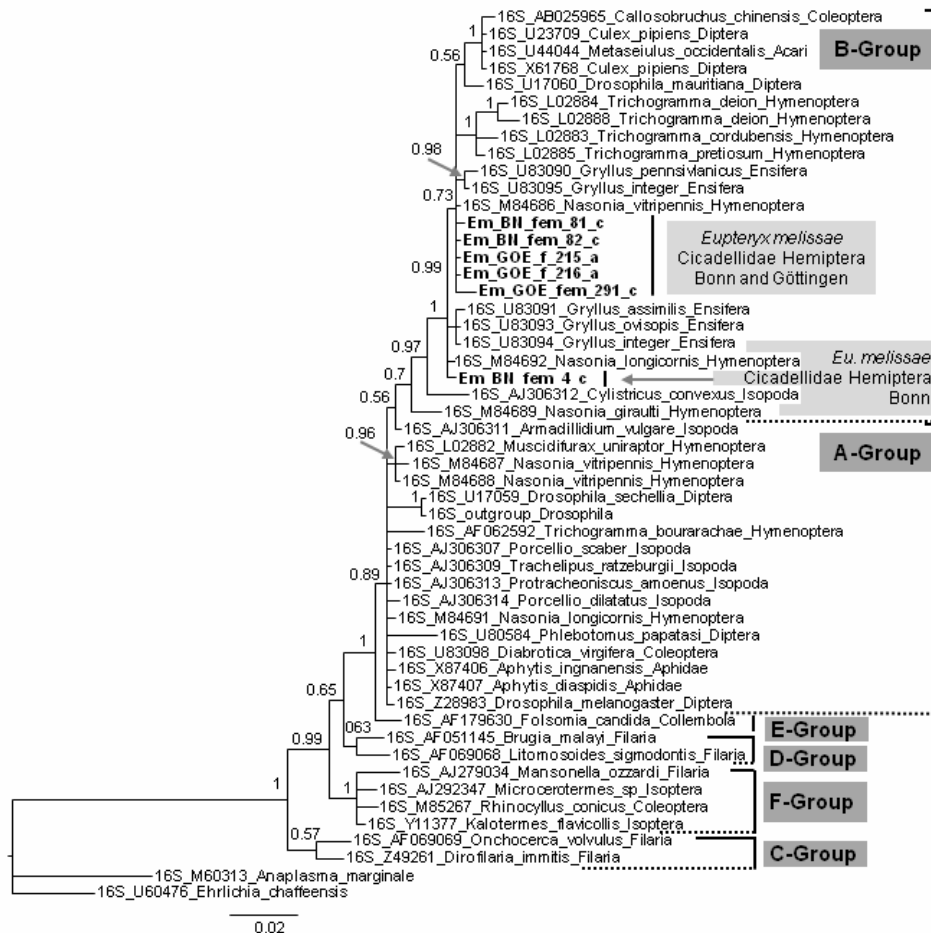 16S_AB025965_Callosobruchus_chinensis_Coleoptera
1
16S_U23709_Culex_pipiens_Diptera
B-Group
0.56
16S_U44044_Metaseiulus_occidentalis_Acari
16S_X61768_Culex_pipiens_Diptera
16S_U17060_Drosophila_mauritiana_Diptera
1
16S_L02884_Trichogramma_deion_Hymenoptera
1
16S_L02888_Trichogramma_deion_Hymenoptera
16S_L02883_Trichogramma_cordubensis_Hymenoptera
0.98
16S_L02885_Trichogramma_pretiosum_Hymenoptera
16S_U83090_Gryllus_pennsivlanicus_Ensifera
16S_U83095_Gryllus_integer_Ensifera
0.73
16S_M84686_Nasonia_vitripennis_Hymenoptera
Em_BN_fem_81_c
Em_BN_fem_82_c
Em_GOE_f_215_a
Em_GOE_f_216_a
Em_GOE_fem_291_c
Eupteryx melissae
Cicadellidae Hemiptera
Bonn and Göttingen
0.99
1
16S_U83091_Gryllus_assimilis_Ensifera
16S_U83093_Gryllus_ovisopis_Ensifera
16S_U83094_Gryllus_integer_Ensifera
0.97
16S_M84692_Nasonia_longicornis_Hymenoptera
Em_BN_fem_4_c
Eu. melissae
Cicadellidae Hemiptera
Bonn
0.7
16S_AJ306312_Cylistricus_convexus_Isopoda
0.56
16S_M84689_Nasonia_giraulti_Hymenoptera
16S_AJ306311_Armadillidium_vulgare_Isopoda
0.96
A-Group
16S_L02882_Muscidifurax_uniraptor_Hymenoptera
16S_M84687_Nasonia_vitripennis_Hymenoptera
16S_M84688_Nasonia_vitripennis_Hymenoptera
1
16S_U17059_Drosophila_sechellia_Diptera
16S_outgroup_Drosophila
16S_AF062592_Trichogramma_bourarachae_Hymenoptera
16S_AJ306307_Porcellio_scaber_Isopoda
16S_AJ306309_Trachelipus_ratzeburgii_Isopoda
0.89
16S_AJ306313_Protracheoniscus_amoenus_Isopoda
16S_AJ306314_Porcellio_dilatatus_Isopoda
16S_M84691_Nasonia_longicornis_Hymenoptera
1
16S_U80584_Phlebotomus_papatasi_Diptera
16S_U83098_Diabrotica_virgifera_Coleoptera
16S_X87406_Aphytis_ingnanensis_Aphidae
0.65
16S_X87407_Aphytis_diaspidis_Aphidae
16S_Z28983_Drosophila_melanogaster_Diptera
16S_AF179630_Folsomia_candida_Collembola
E-Group
063
16S_AF051145_Brugia_malayi_Filaria
0.99
16S_AF069068_Litomosoides_sigmodontis_Filaria
D-Group
16S_AJ279034_Mansonella_ozzardi_Filaria
1
1
16S_AJ292347_Microcerotermes_sp_Isoptera
16S_M85267_Rhinocyllus_conicus_Coleoptera
F-Group
16S_Y11377_Kalotermes_flavicollis_Isoptera
0.57
16S_AF069069_Onchocerca_volvulus_Filaria
16S_Z49261_Dirofilaria_immitis_Filaria
C-Group
16S_M60313_Anaplasma_marginale
16S_U60476_Ehrlichia_chaffeensis
0.02